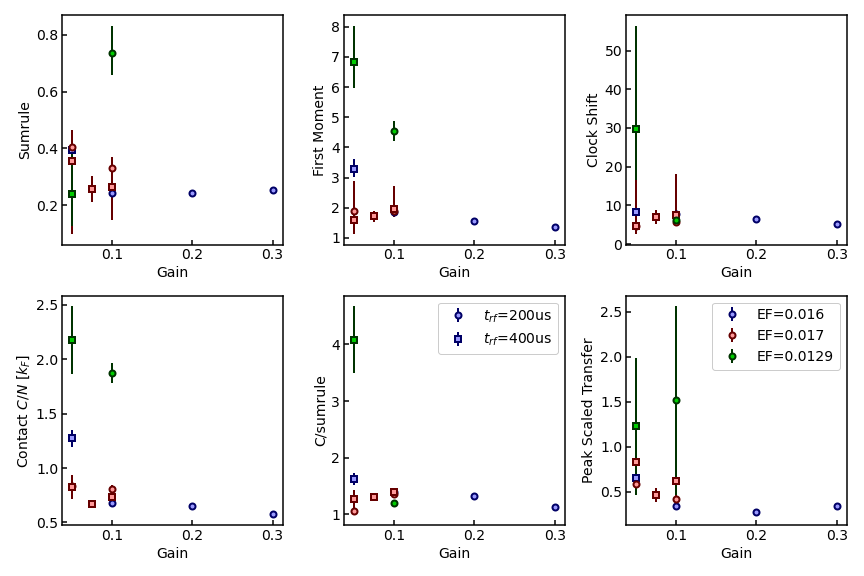 Sumrule
0.8
0.6
0.4
0.2
0.1
0.2
0.3
Gain
First Moment
8
7
6
5
4
3
2
1
0.1
0.2
0.3
Gain
Clock Shift
50
40
30
20
10
0
0.1
0.2
0.3
Gain
Contact C/N [k_F]
2.5
2.0
1.5
1.0
0.5
0.1
0.2
0.3
Gain
C/sumrule
4
3
2
1
t_rf=200us
t_rf=400us
0.1
0.2
0.3
Gain
Peak Scaled Transfer
2.5
2.0
1.5
1.0
0.5
EF=0.016
EF=0.017
EF=0.0129
0.1
0.2
0.3
Gain